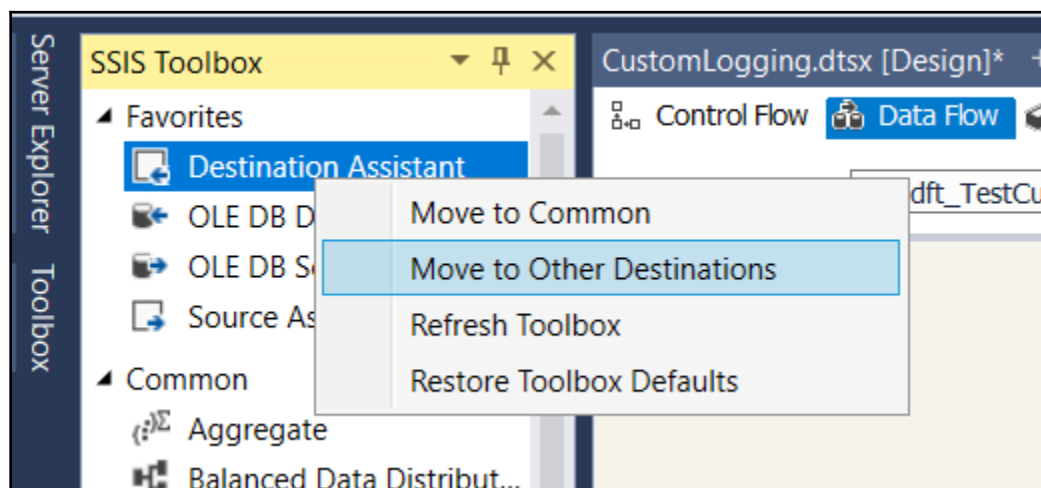 Server Explorer
Toolbox
SSIS Toolbox
Favorites
Destination Assistant
OLE DB D
OLE DB S
Source As
Common
Aggregate
Balanced Data Distribut...
Move to Common
Move to Other Destinations
Refresh Toolbox
Restore Toolbox Defaults
CustomLogging.dtsx [Design]*
Control Flow
Data Flow
dft_TestCu